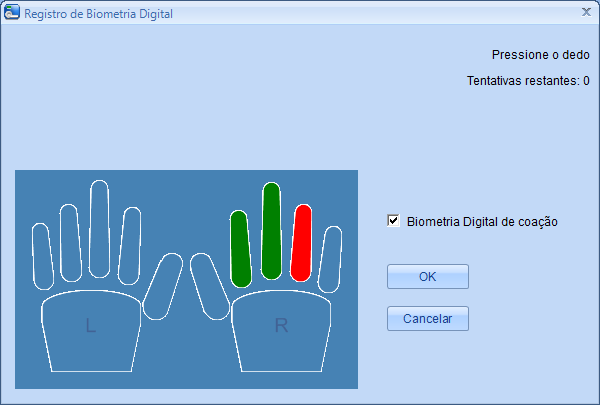 Registro de Biometria Digital
Pressione o dedo
Tentativas restantes: 0
Biometria Digital de coação
OK
L
R
Cancelar